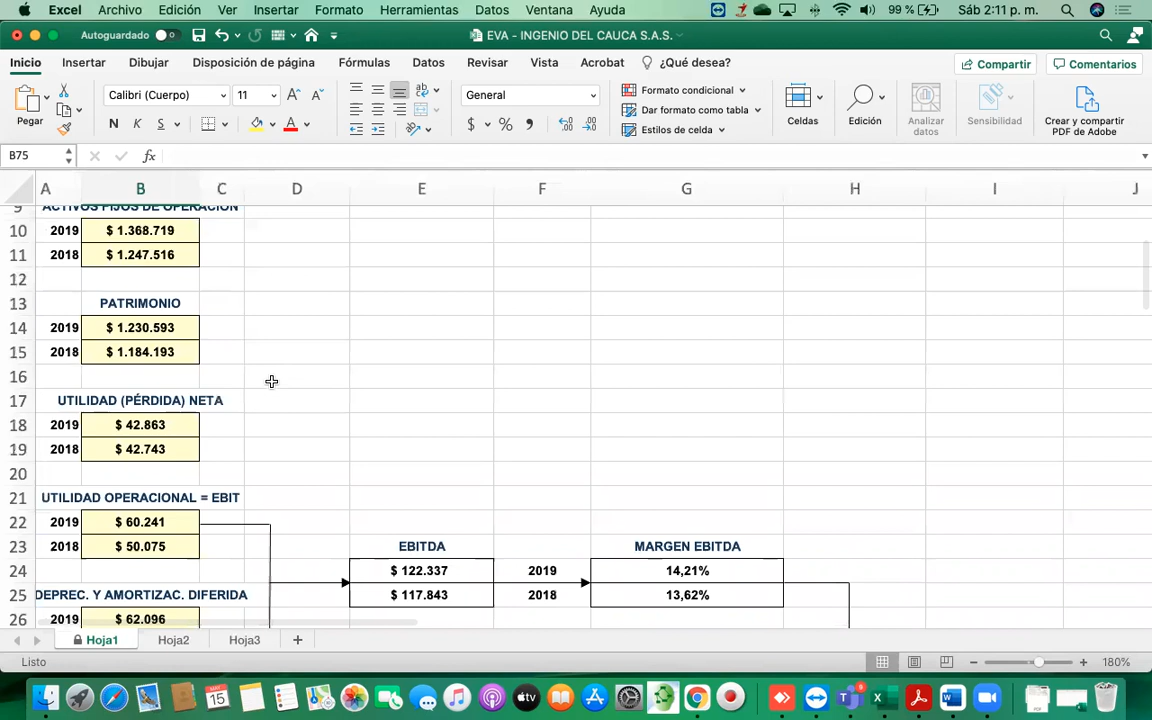 Excel Archivo Edición Ver Insertar Formato Herramientas Datos Ventana Ayuda 99 % Sáb 2:11 p. m.
Autoguardado EVA - INGENIO DEL CAUCA S.A.S.
Inicio Insertar Dibujar Disposición de página Fórmulas Datos Revisar Vista Acrobat ¿Qué desea? Compartir Comentarios
Calibri (Cuerpo) 11 General Formato condicional
Dar formato como tabla
Estilos de celda
Pegar N K S Celdas Edición Analizar datos Sensibilidad Crear y compartir PDF de Adobe
B75 fx
A B C D E F G H I J
9 ACTIVOS FIJOS DE OPERACIÓN
10 2019 $ 1.368.719
11 2018 $ 1.247.516
12
13 PATRIMONIO
14 2019 $ 1.230.593
15 2018 $ 1.184.193
16
17 UTILIDAD (PÉRDIDA) NETA
18 2019 $ 42.863
19 2018 $ 42.743
20
21 UTILIDAD OPERACIONAL = EBIT
22 2019 $ 60.241
23 2018 $ 50.075 EBITDA MARGEN EBITDA
24 $ 122.337 2019 14,21%
25 DEPREC. Y AMORTIZAC. DIFERIDA $ 117.843 2018 13,62%
26 2019 $ 62.096
Hoja1 Hoja2 Hoja3
Listo 180%
MAY 15 tv